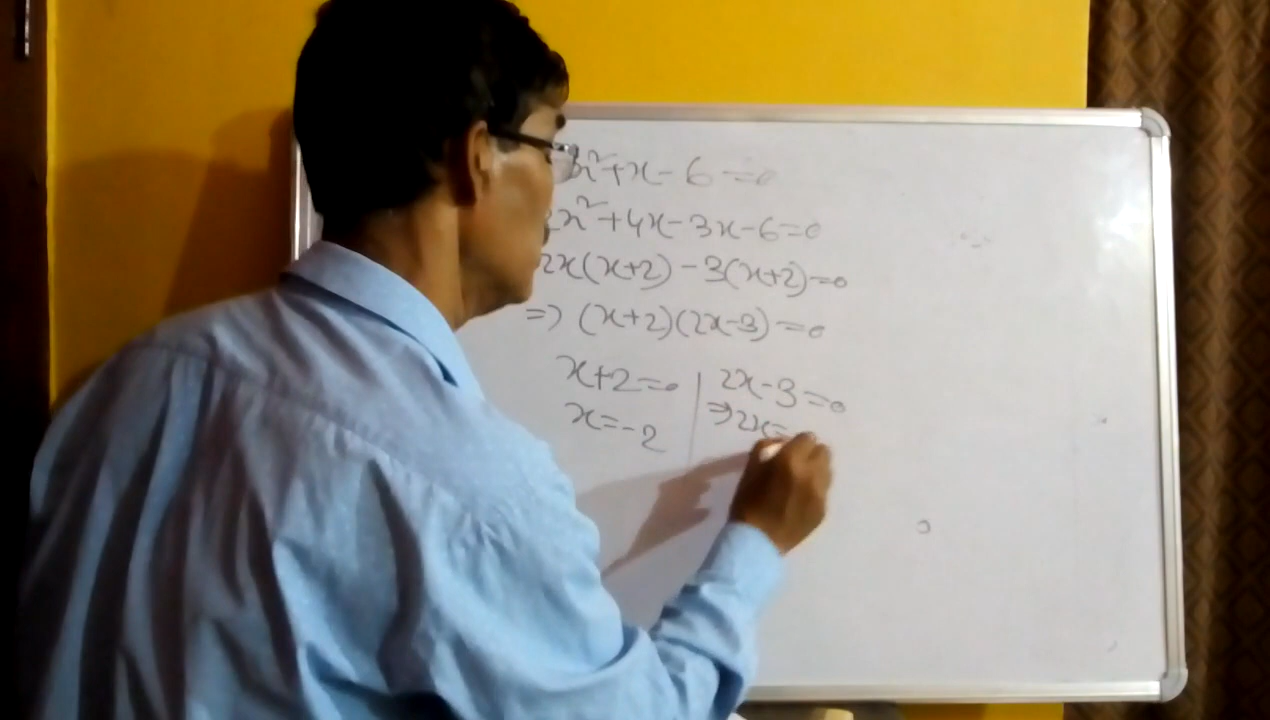 x²+x-6=0
2x²+4x-3x-6=0
2x(x+2)-3(x+2)=0
=> (x+2)(2x-3)=0
x+2=0 | 2x-3=0
x=-2 | =>2x=